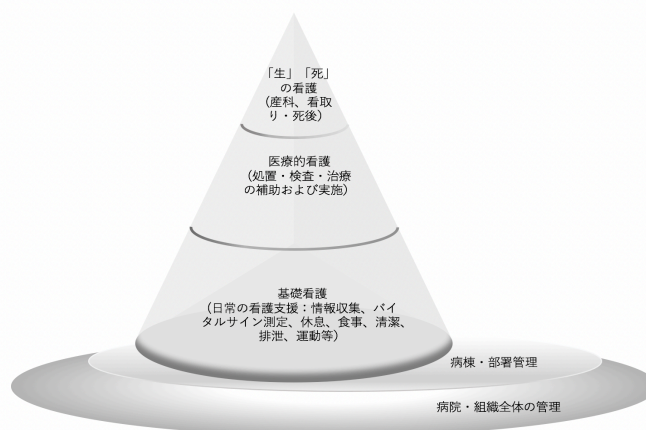 「生」「死」
の看護
（産科、看取
り・死後）
医療的看護
（処置・検査・治療
の補助および実施）
基礎看護
（日常の看護支援：情報収集、バイ
タルサイン測定、休息、食事、清潔、
排泄、運動等）
病棟・部署管理
病院・組織全体の管理